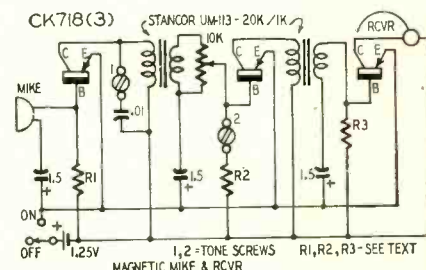 CK718(3)
STANCOR UM-113-20K/1K
10K
RCVR
C E
B
1
.01
C E
B
2
C E
B
MIKE
1.5
+
R1
1.5
+
R2
1.5
+
R3
ON
OFF
+
1.25V
1,2=TONE SCREWS
R1,R2,R3-SEE TEXT
MAGNETIC MIKE & RCVR